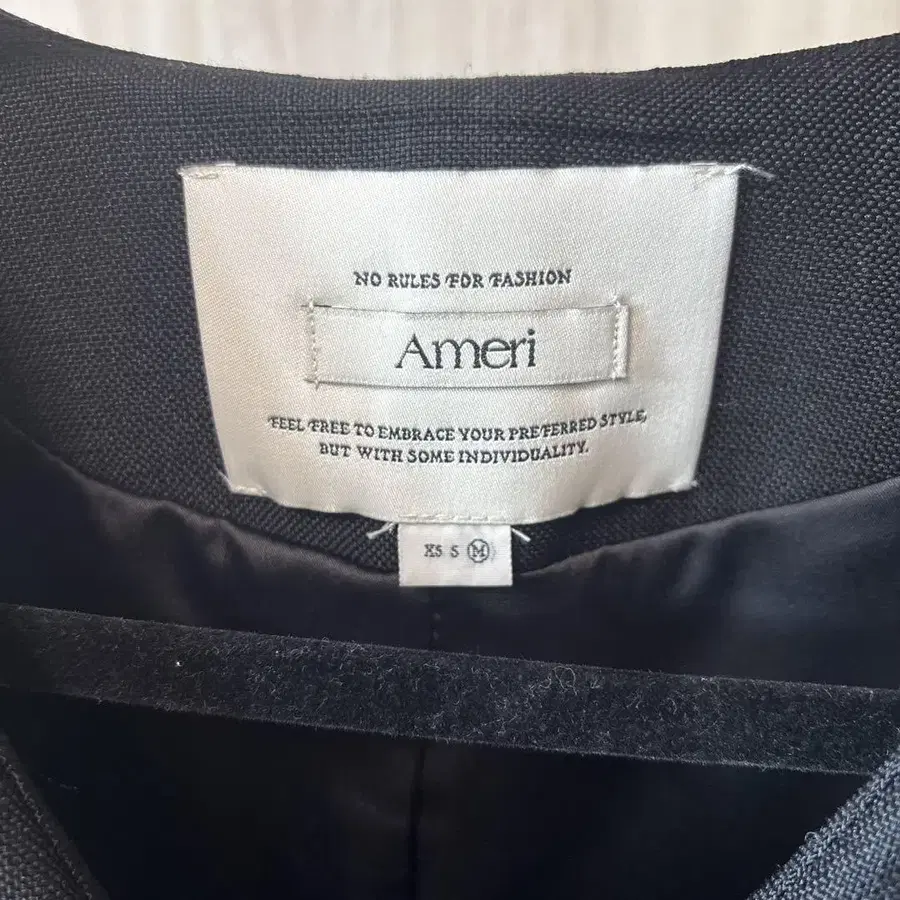 NO RULES FOR FASHION
Ameri
FEEL FREE TO EMBRACE YOUR PREFERRED STYLE,
BUT WITH SOME INDIVIDUALITY.
XS S M